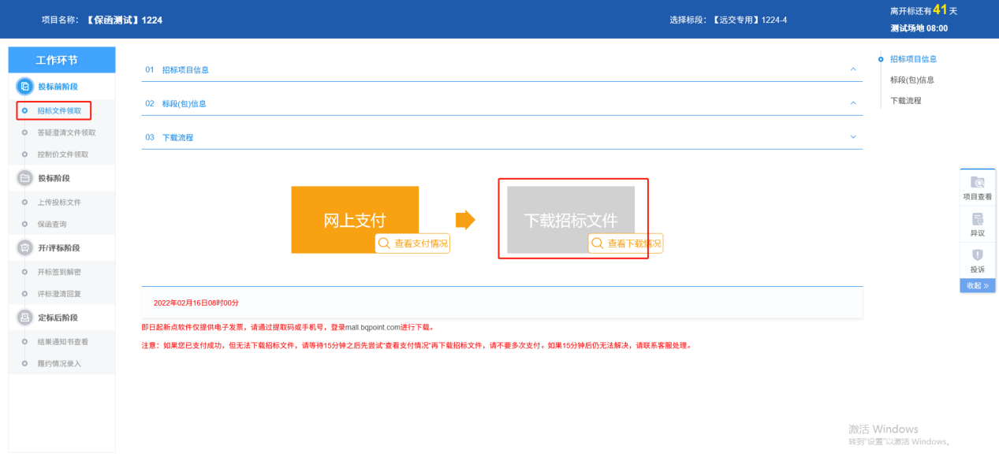 项目名称：【保函测试】1224
选择标段：【远交专用】1224-4
离开标还有41天
测试场地 08:00
工作环节
投标前阶段
招标文件领取
答疑澄清文件领取
控制价文件领取
投标阶段
上传投标文件
保函查询
开/评标阶段
开标签到解密
评标澄清回复
定标后阶段
结果通知书查看
履约情况录入
01 招标项目信息
02 标段(包)信息
03 下载流程
网上支付
查看支付情况
下载招标文件
查看下载情况
2022年02月16日08时00分
即日起新点软件仅提供电子发票，请通过提取码或手机号，登录mall.bqpoint.com进行下载。
注意：如果您已支付成功，但无法下载招标文件，请等待15分钟之后先尝试“查看支付情况”再下载招标文件，请不要多次支付。如果15分钟后仍无法解决，请联系客服处理。
招标项目信息
标段(包)信息
下载流程
项目查看
异议
投诉
收起 »
激活 Windows
转到“设置”以激活 Windows。